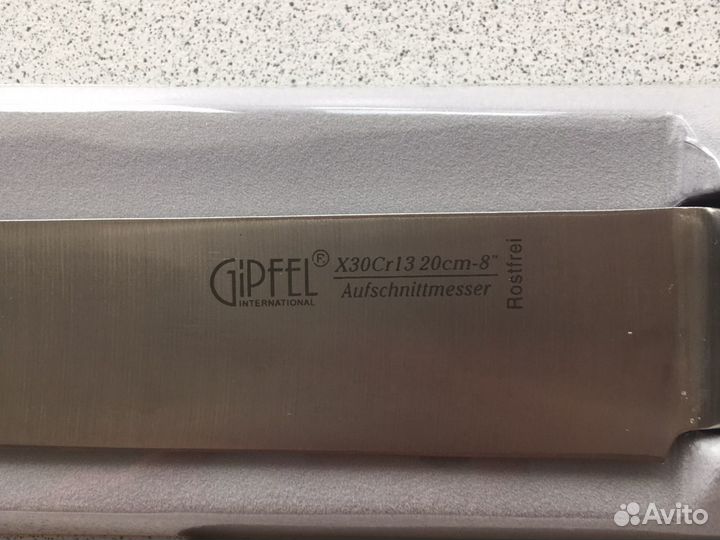 GiPFEL ®
INTERNATIONAL
X30Cr13 20cm-8"
Aufschnittmesser
Rostfrei
Avito